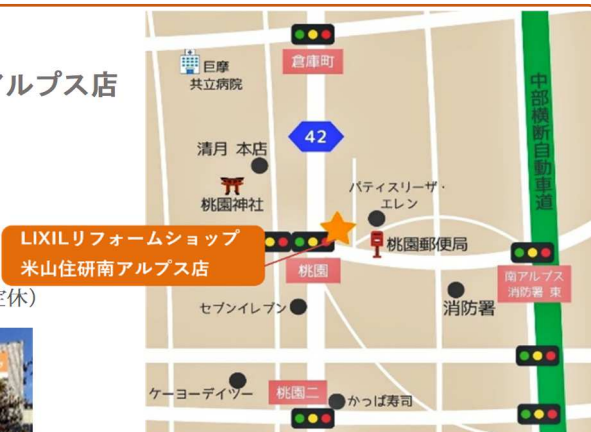 アルプス店
倉庫町
巨摩
共立病院
中部横断自動車道
42
清月 本店
桃園神社
パティスリーザ・
エレン
LIXILリフォームショップ
米山住研南アルプス店
桃園郵便局
桃園
南アルプス
消防署 東
定休）
セブンイレブン
消防署
ケーヨーデイツー
桃園二
かっぱ寿司